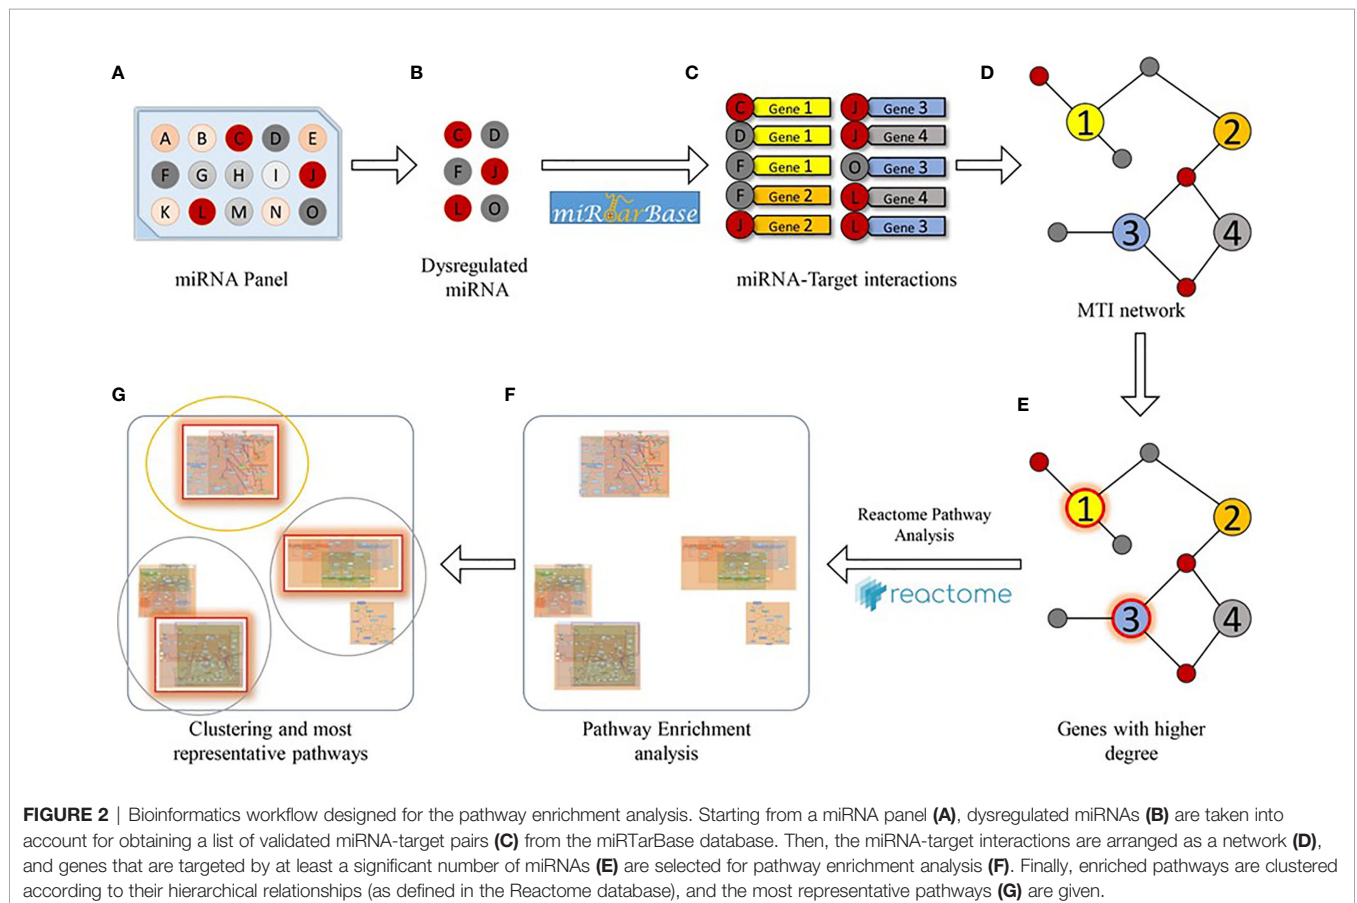 A
B
C
D
A B C D E
F G H I J
K L M N O
miRNA Panel
C D
F J
L O
Dysregulated
miRNA
miRTarBase
C Gene 1 J Gene 3
D Gene 1 J Gene 4
F Gene 1 O Gene 3
F Gene 2 L Gene 4
J Gene 2 L Gene 3
miRNA-Target interactions
1
2
3
4
MTI network
E
1
2
3
4
Genes with higher
degree
Reactome Pathway
Analysis
reactome
F
Pathway Enrichment
analysis
G
Clustering and most
representative pathways
FIGURE 2 | Bioinformatics workflow designed for the pathway enrichment analysis. Starting from a miRNA panel (A), dysregulated miRNAs (B) are taken into
account for obtaining a list of validated miRNA-target pairs (C) from the miRTarBase database. Then, the miRNA-target interactions are arranged as a network (D),
and genes that are targeted by at least a significant number of miRNAs (E) are selected for pathway enrichment analysis (F). Finally, enriched pathways are clustered
according to their hierarchical relationships (as defined in the Reactome database), and the most representative pathways (G) are given.